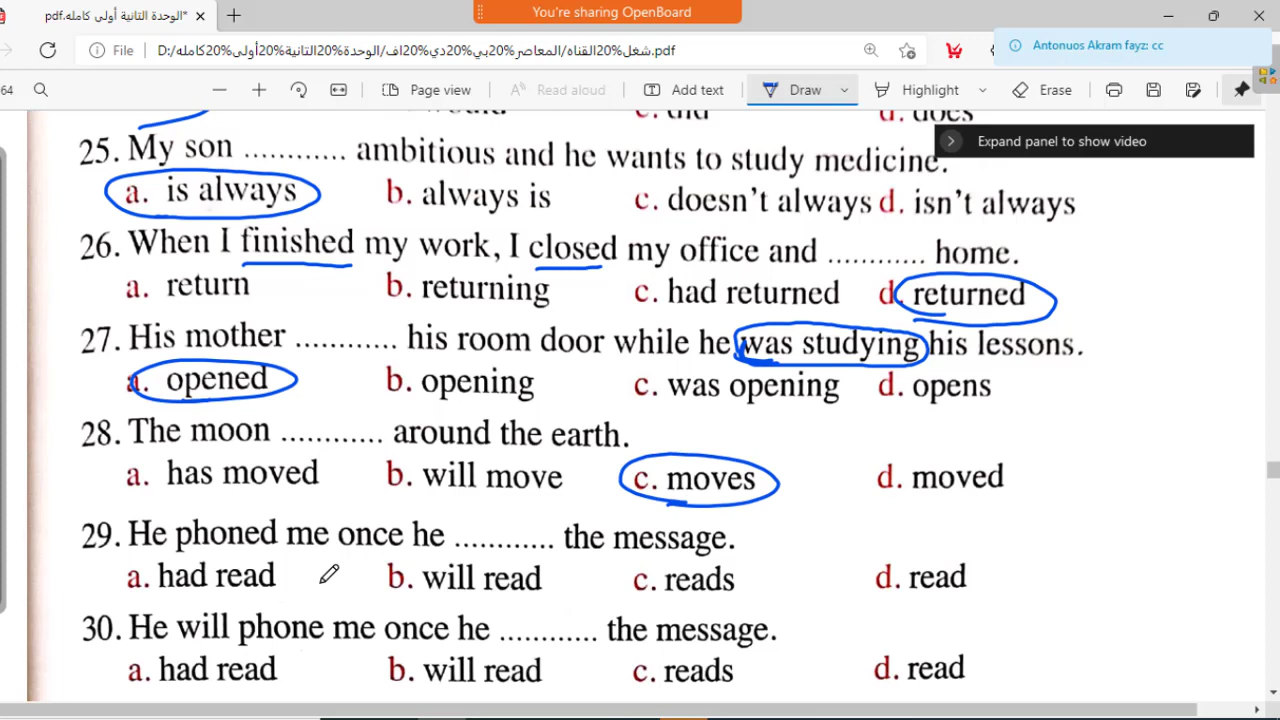 الوحدة الثانية أولى كامله.pdf*
You're sharing OpenBoard
File D:/شغل%20القناه/المعاصر%20بي%20دي%20اف/الوحدة%20الثانية%20أولى%20كامله.pdf
Antonuos Akram fayz: cc
64 Page view Read aloud Add text Draw Highlight Erase
c. did d. does
Expand panel to show video
25. My son ............ ambitious and he wants to study medicine.
a. is always b. always is c. doesn't always d. isn't always
26. When I finished my work, I closed my office and ............ home.
a. return b. returning c. had returned d. returned
27. His mother ............ his room door while he was studying his lessons.
a. opened b. opening c. was opening d. opens
28. The moon ............ around the earth.
a. has moved b. will move c. moves d. moved
29. He phoned me once he ............ the message.
a. had read b. will read c. reads d. read
30. He will phone me once he ............ the message.
a. had read b. will read c. reads d. read